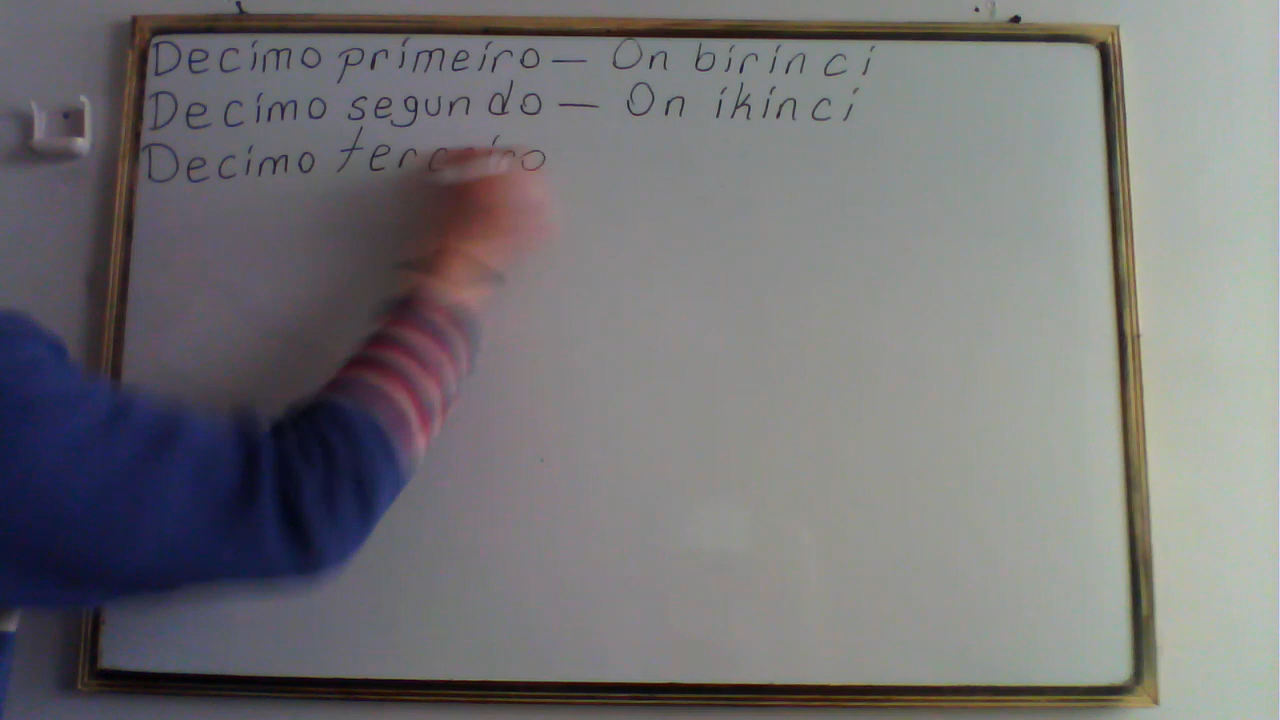 Decimo primeiro — On birinci
Decimo segundo — On ikinci
Decimo terceiro